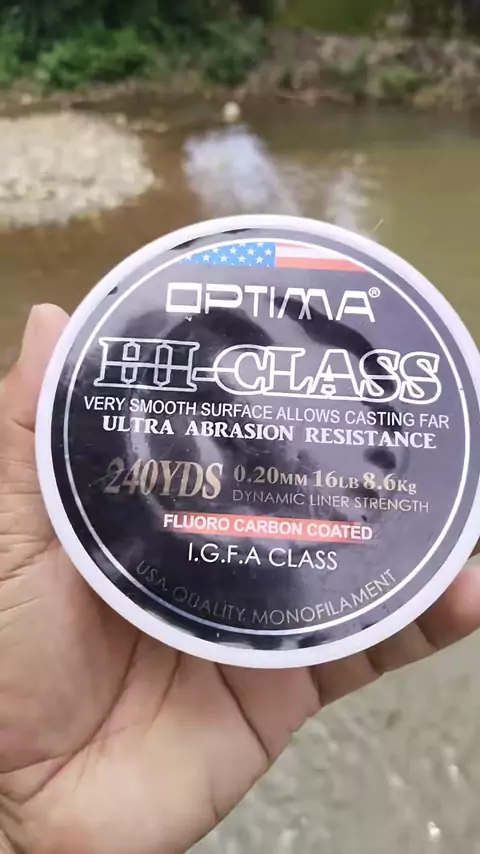 OPTIMA®
HI-CLASS
VERY SMOOTH SURFACE ALLOWS CASTING FAR
ULTRA ABRASION RESISTANCE
240YDS 0.20MM 16LB 8.6Kg
DYNAMIC LINER STRENGTH
FLUORO CARBON COATED
I.G.F.A CLASS
USA. QUALITY MONOFILAMENT